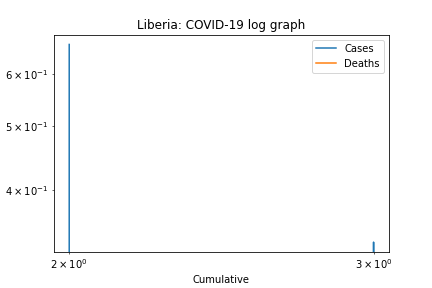 Liberia: COVID-19 log graph
Cases
Deaths
6 × 10⁻¹
5 × 10⁻¹
4 × 10⁻¹
2 × 10⁰
3 × 10⁰
Cumulative